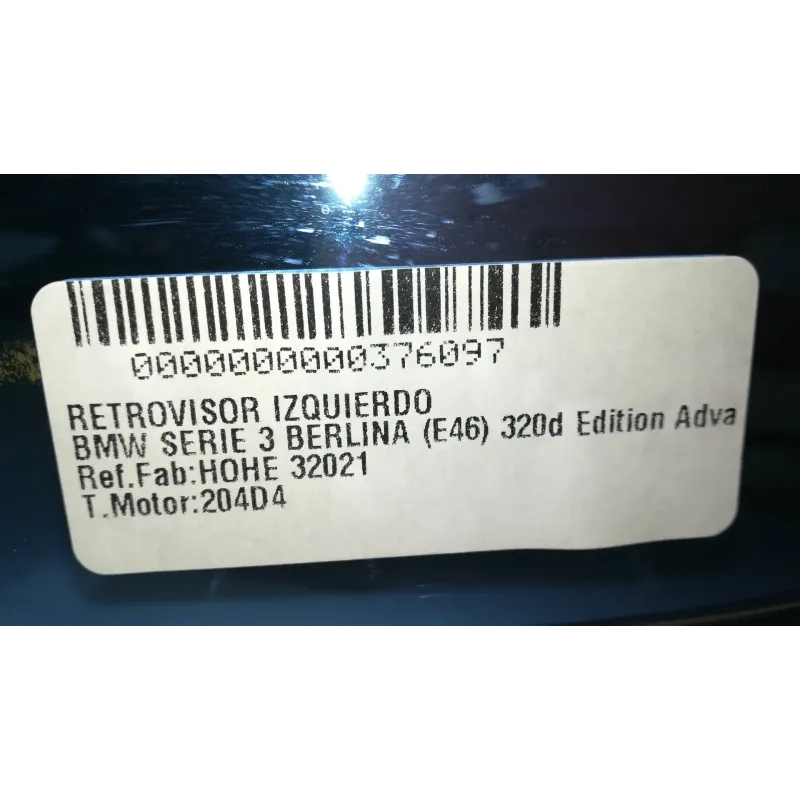 0000000000376097
RETROVISOR IZQUIERDO
BMW SERIE 3 BERLINA (E46) 320d Edition Adva
Ref.Fab:HOHE 32021
T.Motor:204D4